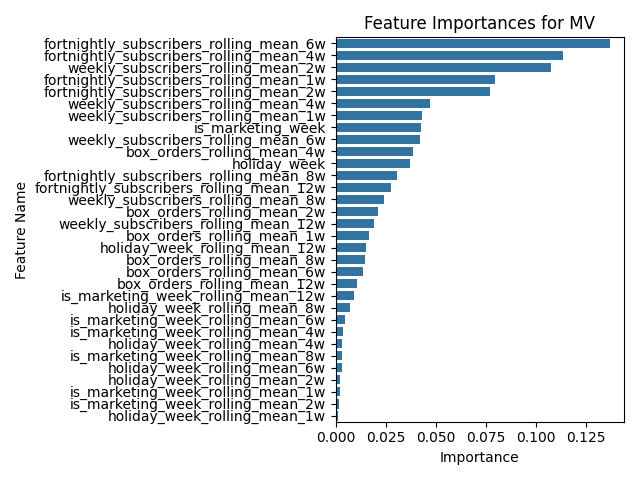 Feature Importances for MV
fortnightly_subscribers_rolling_mean_6w
fortnightly_subscribers_rolling_mean_4w
weekly_subscribers_rolling_mean_2w
fortnightly_subscribers_rolling_mean_1w
fortnightly_subscribers_rolling_mean_2w
weekly_subscribers_rolling_mean_4w
weekly_subscribers_rolling_mean_1w
is_marketing_week
weekly_subscribers_rolling_mean_6w
box_orders_rolling_mean_4w
holiday_week
fortnightly_subscribers_rolling_mean_8w
fortnightly_subscribers_rolling_mean_12w
weekly_subscribers_rolling_mean_8w
box_orders_rolling_mean_2w
weekly_subscribers_rolling_mean_12w
box_orders_rolling_mean_1w
holiday_week_rolling_mean_12w
box_orders_rolling_mean_8w
box_orders_rolling_mean_6w
box_orders_rolling_mean_12w
is_marketing_week_rolling_mean_12w
holiday_week_rolling_mean_8w
is_marketing_week_rolling_mean_6w
is_marketing_week_rolling_mean_4w
holiday_week_rolling_mean_4w
is_marketing_week_rolling_mean_8w
holiday_week_rolling_mean_6w
holiday_week_rolling_mean_2w
is_marketing_week_rolling_mean_1w
is_marketing_week_rolling_mean_2w
holiday_week_rolling_mean_1w
Feature Name
0.000 0.025 0.050 0.075 0.100 0.125
Importance